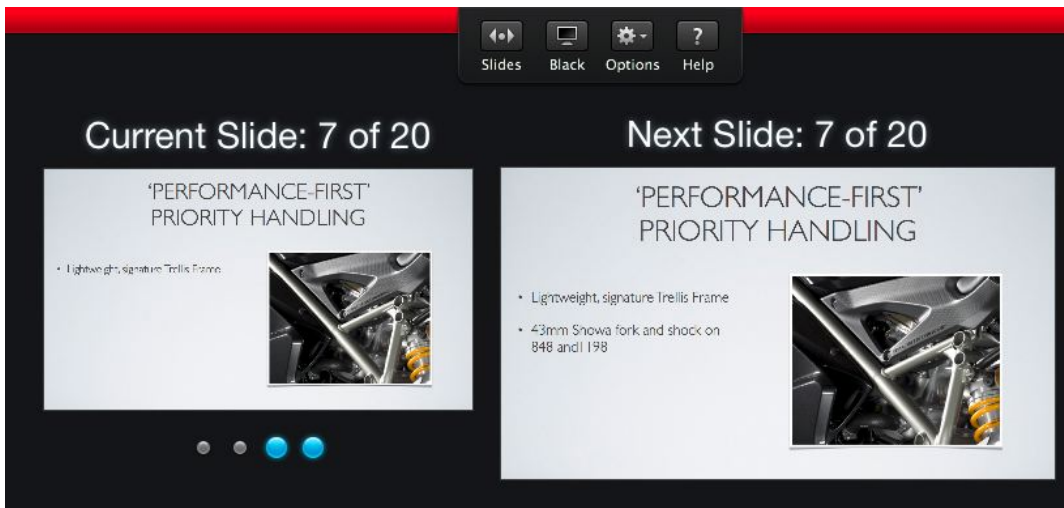 Slides Black Options Help
Current Slide: 7 of 20
'PERFORMANCE-FIRST'
PRIORITY HANDLING
• Lightweight, signature Trellis Frame
Next Slide: 7 of 20
'PERFORMANCE-FIRST'
PRIORITY HANDLING
• Lightweight, signature Trellis Frame
• 43mm Showa fork and shock on
848 and1198